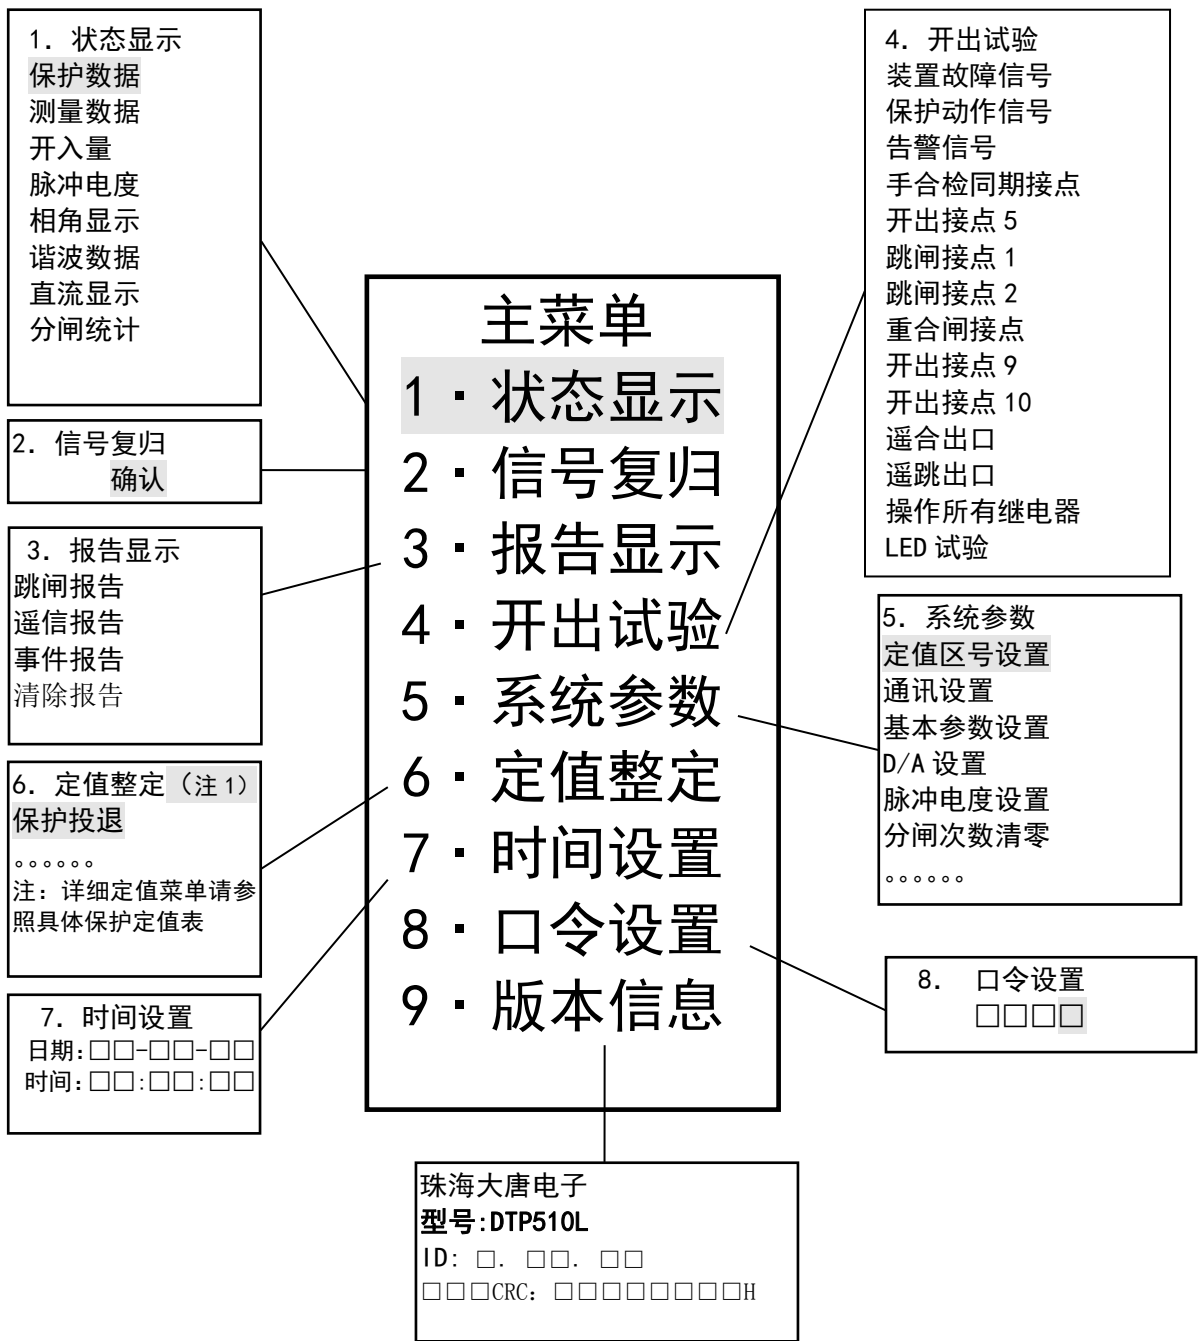 1. 状态显示
保护数据
测量数据
开入量
脉冲电度
相角显示
谐波数据
直流显示
分闸统计
2. 信号复归
确认
3. 报告显示
跳闸报告
遥信报告
事件报告
清除报告
6. 定值整定（注1）
保护投退
。。。。。。
注：详细定值菜单请参
照具体保护定值表
7. 时间设置
日期:□□-□□-□□
时间:□□:□□:□□
主菜单
1·状态显示
2·信号复归
3·报告显示
4·开出试验
5·系统参数
6·定值整定
7·时间设置
8·口令设置
9·版本信息
4. 开出试验
装置故障信号
保护动作信号
告警信号
手合检同期接点
开出接点5
跳闸接点1
跳闸接点2
重合闸接点
开出接点9
开出接点10
遥合出口
遥跳出口
操作所有继电器
LED试验
5. 系统参数
定值区号设置
通讯设置
基本参数设置
D/A设置
脉冲电度设置
分闸次数清零
。。。。。。
8. 口令设置
□□□□
珠海大唐电子
型号:DTP510L
ID: □. □□. □□
□□□CRC: □□□□□□□□H